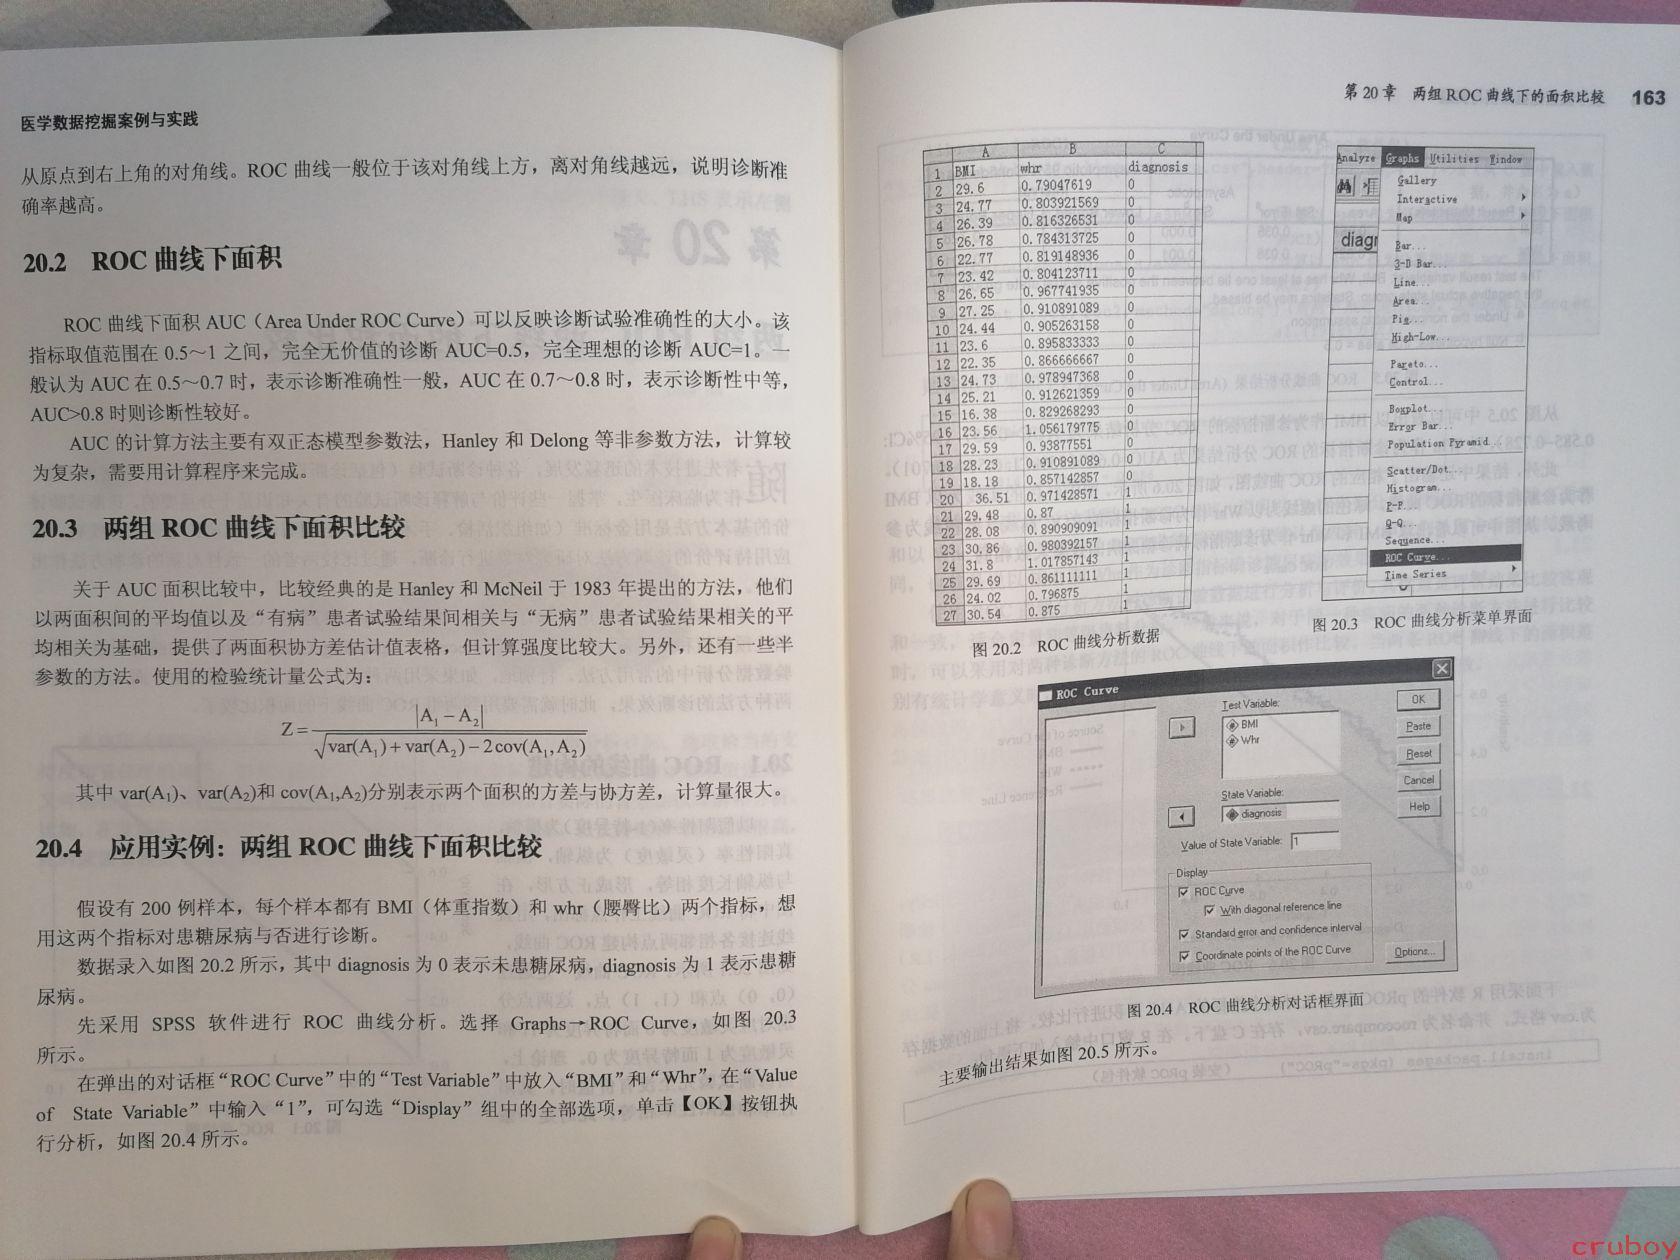 医学数据挖掘案例与实践
从原点到右上角的对角线。ROC 曲线一般位于该对角线上方，离对角线越远，说明诊断准
确率越高。
20.2 ROC 曲线下面积
ROC 曲线下面积 AUC（Area Under ROC Curve）可以反映诊断试验准确性的大小。该
指标取值范围在 0.5～1 之间，完全无价值的诊断 AUC=0.5，完全理想的诊断 AUC=1。一
般认为 AUC 在 0.5～0.7 时，表示诊断准确性一般，AUC 在 0.7～0.8 时，表示诊断性中等，
AUC>0.8 时则诊断性较好。
AUC 的计算方法主要有双正态模型参数法，Hanley 和 Delong 等非参数方法，计算较
为复杂，需要用计算程序来完成。
20.3 两组 ROC 曲线下面积比较
关于 AUC 面积比较中，比较经典的是 Hanley 和 McNeil 于 1983 年提出的方法，他们
以两面积间的平均值以及“有病”患者试验结果间相关与“无病”患者试验结果相关的平
均相关为基础，提供了两面积协方差估计值表格，但计算强度比较大。另外，还有一些半
参数的方法。使用的检验统计量公式为：
Z = |A₁ − A₂| / √(var(A₁) + var(A₂) − 2cov(A₁, A₂))
其中 var(A₁)、var(A₂)和 cov(A₁,A₂)分别表示两个面积的方差与协方差，计算量很大。
20.4 应用实例：两组 ROC 曲线下面积比较
假设有 200 例样本，每个样本都有 BMI（体重指数）和 whr（腰臀比）两个指标，想
用这两个指标对患糖尿病与否进行诊断。
数据录入如图 20.2 所示，其中 diagnosis 为 0 表示未患糖尿病，diagnosis 为 1 表示患糖
尿病。
先采用 SPSS 软件进行 ROC 曲线分析。选择 Graphs→ROC Curve，如图 20.3
所示。
在弹出的对话框“ROC Curve”中的“Test Variable”中放入“BMI”和“Whr”，在“Value
of State Variable”中输入“1”，可勾选“Display”组中的全部选项，单击【OK】按钮执
行分析，如图 20.4 所示。
第 20 章 两组 ROC 曲线下的面积比较 163
A B C
1 BMI whr diagnosis
2 29.6 0.79047619 0
3 24.77 0.803921569 0
4 26.39 0.816326531 0
5 26.78 0.784313725 0
6 22.77 0.819148936 0
7 23.42 0.804123711 0
8 26.65 0.967741935 0
9 27.25 0.910891089 0
10 24.44 0.905263158 0
11 23.6 0.895833333 0
12 22.35 0.866666667 0
13 24.73 0.978947368 0
14 25.21 0.912621359 0
15 16.38 0.829268293 0
16 23.56 1.056179775 0
17 29.59 0.93877551 0
18 28.23 0.910891089 0
19 18.18 0.857142857 0
20 36.51 0.971428571 1
21 29.48 0.87 1
22 28.08 0.890909091 1
23 30.86 0.980392157 1
24 31.8 1.017857143 1
25 29.69 0.861111111 1
26 24.02 0.796875 1
27 30.54 0.875 1
图 20.2 ROC 曲线分析数据
Analyze Graphs Utilities Window
Gallery
Interactive
Map
diagr
Bar...
3-D Bar...
Line...
Area...
Pie...
High-Low...
Pareto...
Control...
Boxplot...
Error Bar...
Population Pyramid...
Scatter/Dot...
Histogram...
P-P...
Q-Q...
Sequence...
ROC Curve...
Time Series
图 20.3 ROC 曲线分析菜单界面
ROC Curve
Test Variable:
BMI
Whr
State Variable:
diagnosis
Value of State Variable: 1
Display
ROC Curve
With diagonal reference line
Standard error and confidence interval
Coordinate points of the ROC Curve
OK
Paste
Reset
Cancel
Help
Options...
图 20.4 ROC 曲线分析对话框界面
主要输出结果如图 20.5 所示。
cruboy